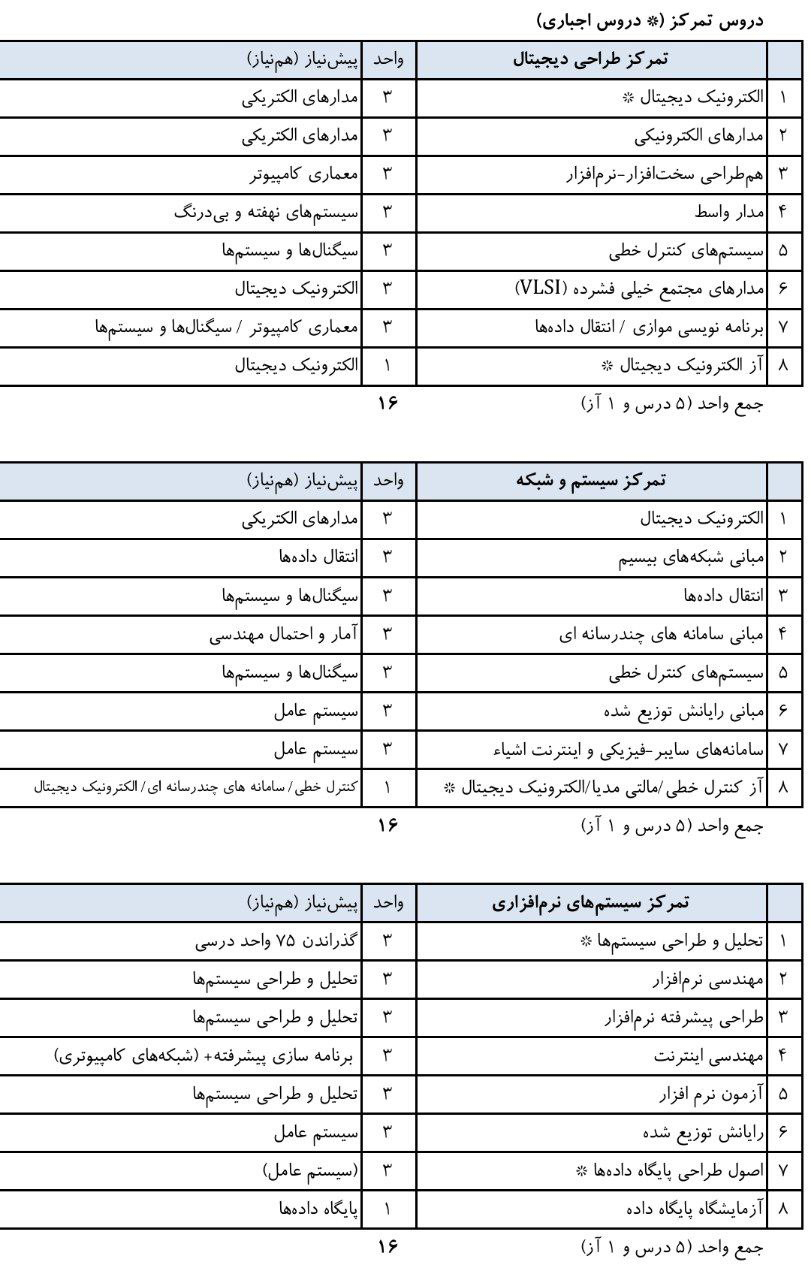 دروس تمرکز (* دروس اجباری)
تمرکز طراحی دیجیتال واحد پیش‌نیاز (هم‌نیاز)
۱ الکترونیک دیجیتال * ۳ مدارهای الکتریکی
۲ مدارهای الکترونیکی ۳ مدارهای الکتریکی
۳ هم‌طراحی سخت‌افزار-نرم‌افزار ۳ معماری کامپیوتر
۴ مدار واسط ۳ سیستم‌های نهفته و بی‌درنگ
۵ سیستم‌های کنترل خطی ۳ سیگنال‌ها و سیستم‌ها
۶ مدارهای مجتمع خیلی فشرده (VLSI) ۳ الکترونیک دیجیتال
۷ برنامه نویسی موازی / انتقال داده‌ها ۳ معماری کامپیوتر / سیگنال‌ها و سیستم‌ها
۸ آز الکترونیک دیجیتال * ۱ الکترونیک دیجیتال
جمع واحد (۵ درس و ۱ آز) ۱۶
تمرکز سیستم و شبکه واحد پیش‌نیاز (هم‌نیاز)
۱ الکترونیک دیجیتال ۳ مدارهای الکتریکی
۲ مبانی شبکه‌های بیسیم ۳ انتقال داده‌ها
۳ انتقال داده‌ها ۳ سیگنال‌ها و سیستم‌ها
۴ مبانی سامانه های چندرسانه ای ۳ آمار و احتمال مهندسی
۵ سیستم‌های کنترل خطی ۳ سیگنال‌ها و سیستم‌ها
۶ مبانی رایانش توزیع شده ۳ سیستم عامل
۷ سامانه‌های سایبر-فیزیکی و اینترنت اشیاء ۳ سیستم عامل
۸ آز کنترل خطی/مالتی مدیا/الکترونیک دیجیتال * ۱ کنترل خطی/ سامانه های چندرسانه ای/ الکترونیک دیجیتال
جمع واحد (۵ درس و ۱ آز) ۱۶
تمرکز سیستم‌های نرم‌افزاری واحد پیش‌نیاز (هم‌نیاز)
۱ تحلیل و طراحی سیستم‌ها * ۳ گذراندن ۷۵ واحد درسی
۲ مهندسی نرم‌افزار ۳ تحلیل و طراحی سیستم‌ها
۳ طراحی پیشرفته نرم‌افزار ۳ تحلیل و طراحی سیستم‌ها
۴ مهندسی اینترنت ۳ برنامه سازی پیشرفته+ (شبکه‌های کامپیوتری)
۵ آزمون نرم افزار ۳ تحلیل و طراحی سیستم‌ها
۶ رایانش توزیع شده ۳ سیستم عامل
۷ اصول طراحی پایگاه داده‌ها * ۳ (سیستم عامل)
۸ آزمایشگاه پایگاه داده ۱ پایگاه داده‌ها
جمع واحد (۵ درس و ۱ آز) ۱۶